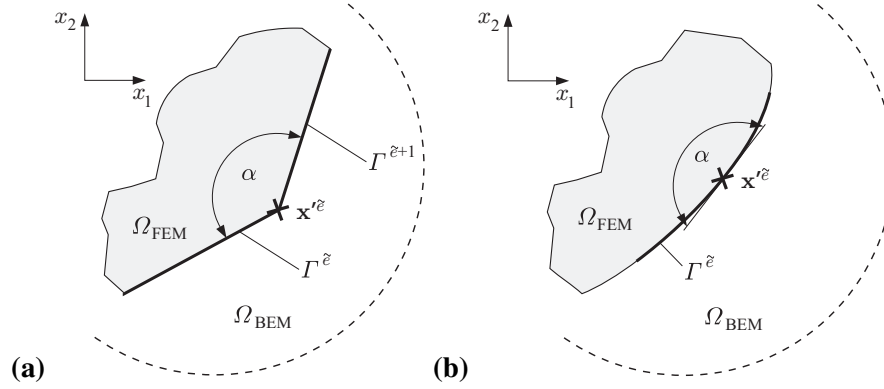 x₂
x₁
α
Γ^ẽ+1
x′^ẽ
Ω_FEM
Γ^ẽ
Ω_BEM
(a)
x₂
x₁
α
x′^ẽ
Ω_FEM
Γ^ẽ
Ω_BEM
(b)